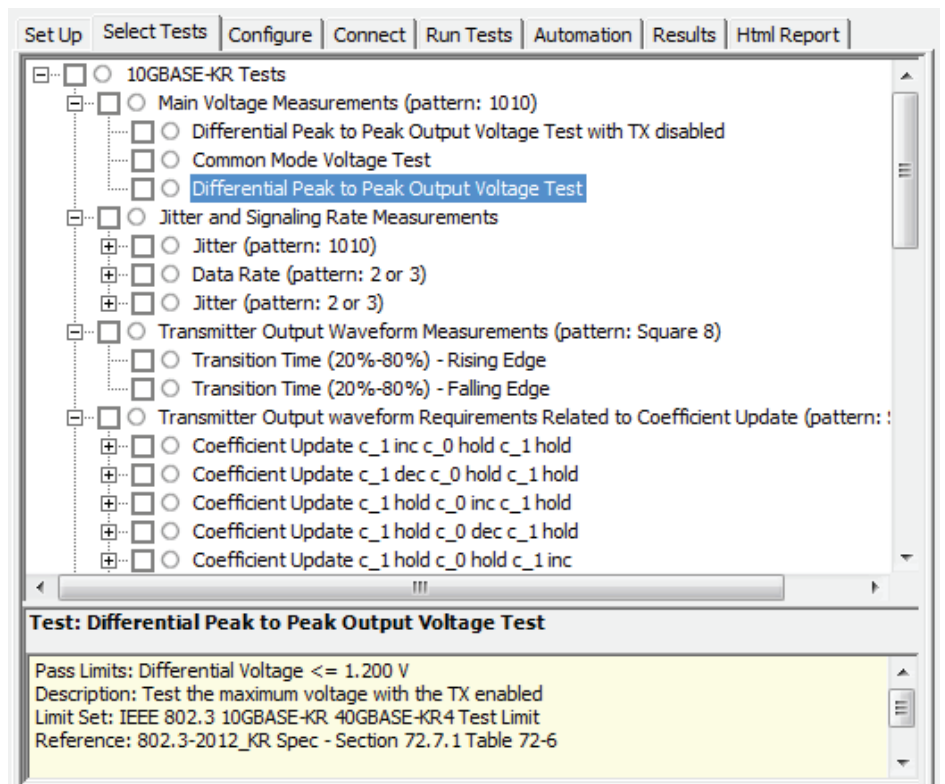 Set Up Select Tests Configure Connect Run Tests Automation Results Html Report
10GBASE-KR Tests
Main Voltage Measurements (pattern: 1010)
Differential Peak to Peak Output Voltage Test with TX disabled
Common Mode Voltage Test
Differential Peak to Peak Output Voltage Test
Jitter and Signaling Rate Measurements
Jitter (pattern: 1010)
Data Rate (pattern: 2 or 3)
Jitter (pattern: 2 or 3)
Transmitter Output Waveform Measurements (pattern: Square 8)
Transition Time (20%-80%) - Rising Edge
Transition Time (20%-80%) - Falling Edge
Transmitter Output waveform Requirements Related to Coefficient Update (pattern:
Coefficient Update c_1 inc c_0 hold c_1 hold
Coefficient Update c_1 dec c_0 hold c_1 hold
Coefficient Update c_1 hold c_0 inc c_1 hold
Coefficient Update c_1 hold c_0 dec c_1 hold
Coefficient Update c_1 hold c_0 hold c_1 inc
Test: Differential Peak to Peak Output Voltage Test
Pass Limits: Differential Voltage <= 1.200 V
Description: Test the maximum voltage with the TX enabled
Limit Set: IEEE 802.3 10GBASE-KR 40GBASE-KR4 Test Limit
Reference: 802.3-2012_KR Spec - Section 72.7.1 Table 72-6